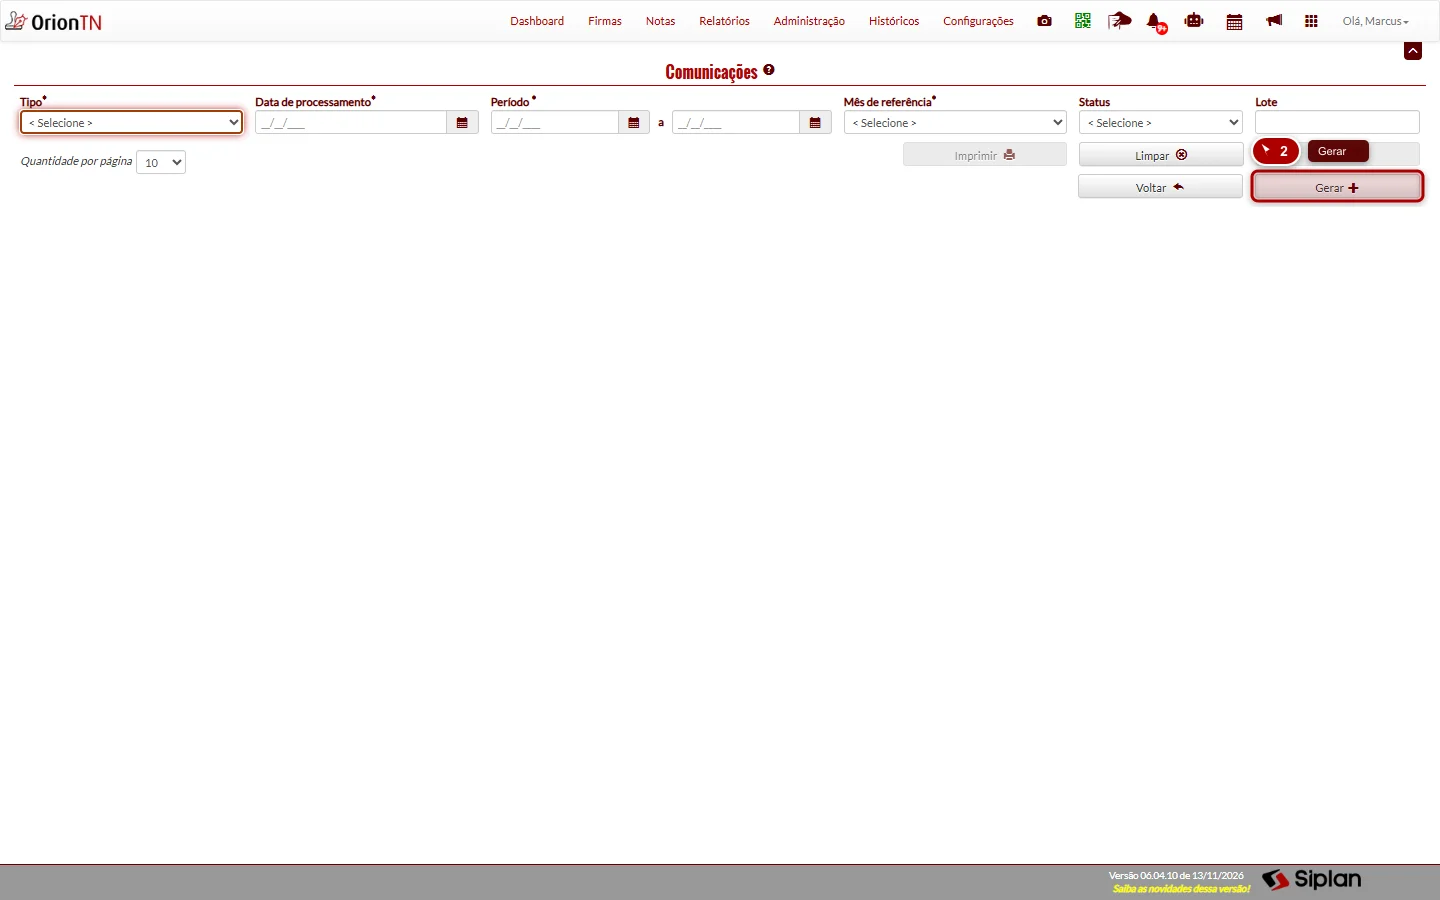 OrionTN
Dashboard Firmas Notas Relatórios Administração Históricos Configurações 9+ Olá, Marcus
Comunicações ?
Tipo* Data de processamento* Período * Mês de referência* Status Lote
< Selecione > __/__/____ __/__/____ a __/__/____ < Selecione > < Selecione >
Quantidade por página 10 Imprimir Limpar 2 Gerar
Voltar Gerar
Versão 06.04.10 de 13/11/2026
Saiba as novidades dessa versão!
Siplan